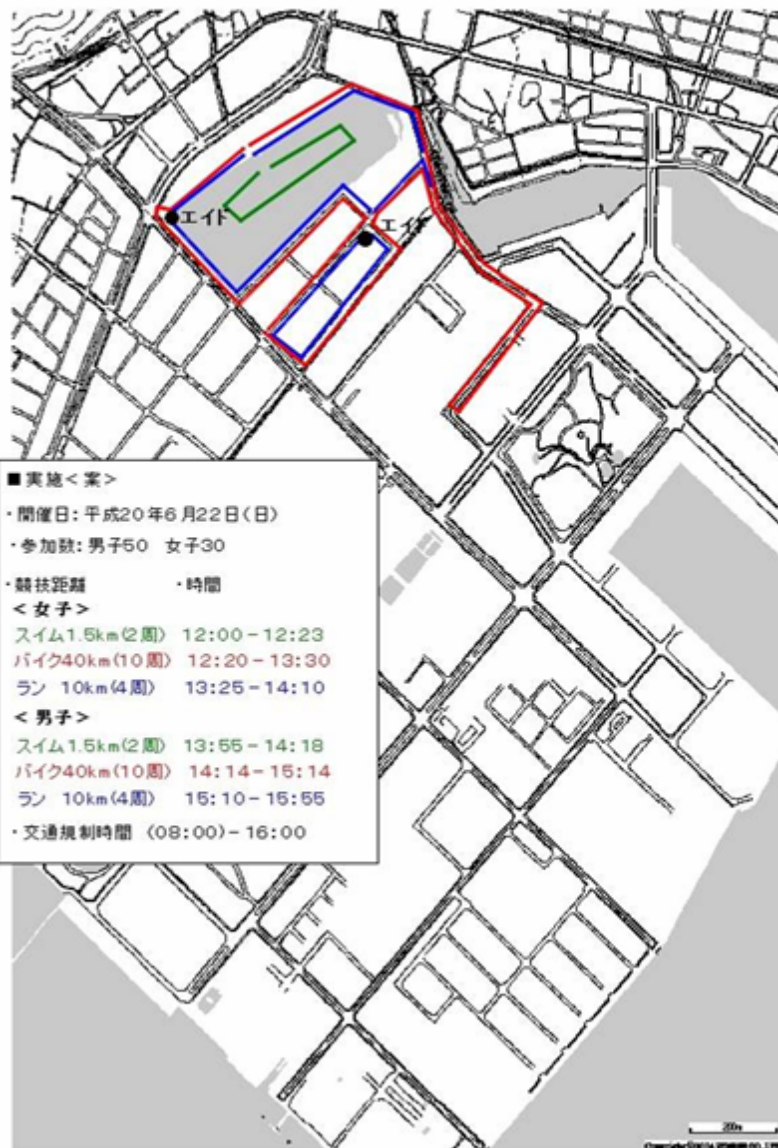 エイド
エイド
■実施<案>
・開催日:平成20年6月22日(日)
・参加数:男子50 女子30
・競技距離 ・時間
<女子>
スイム1.5km(2周) 12:00-12:23
バイク40km(10周) 12:20-13:30
ラン 10km(4周) 13:25-14:10
<男子>
スイム1.5km(2周) 13:55-14:18
バイク40km(10周) 14:14-15:14
ラン 10km(4周) 15:10-15:55
・交通規制時間 (08:00)-16:00
200m